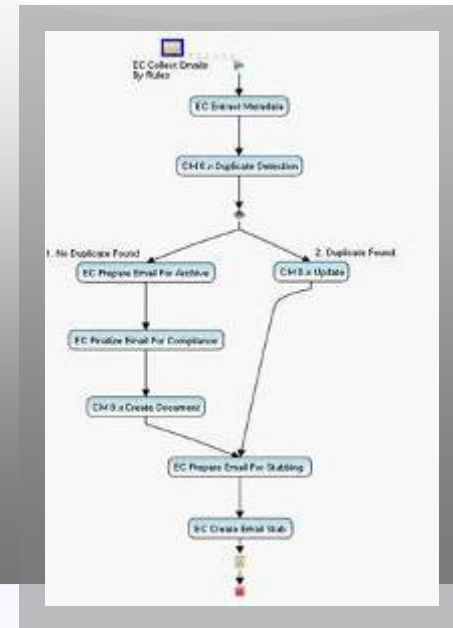 EC Collect Emails
By Rules
EC Extract Metadata
CM 8.x Duplicate Detection
1. No Duplicate Found
2. Duplicate Found
EC Prepare Email For Archive
CM 8.x Update
EC Finalize Email For Compliance
CM 8.x Create Document
EC Prepare Email For Stubbing
EC Create Email Stub